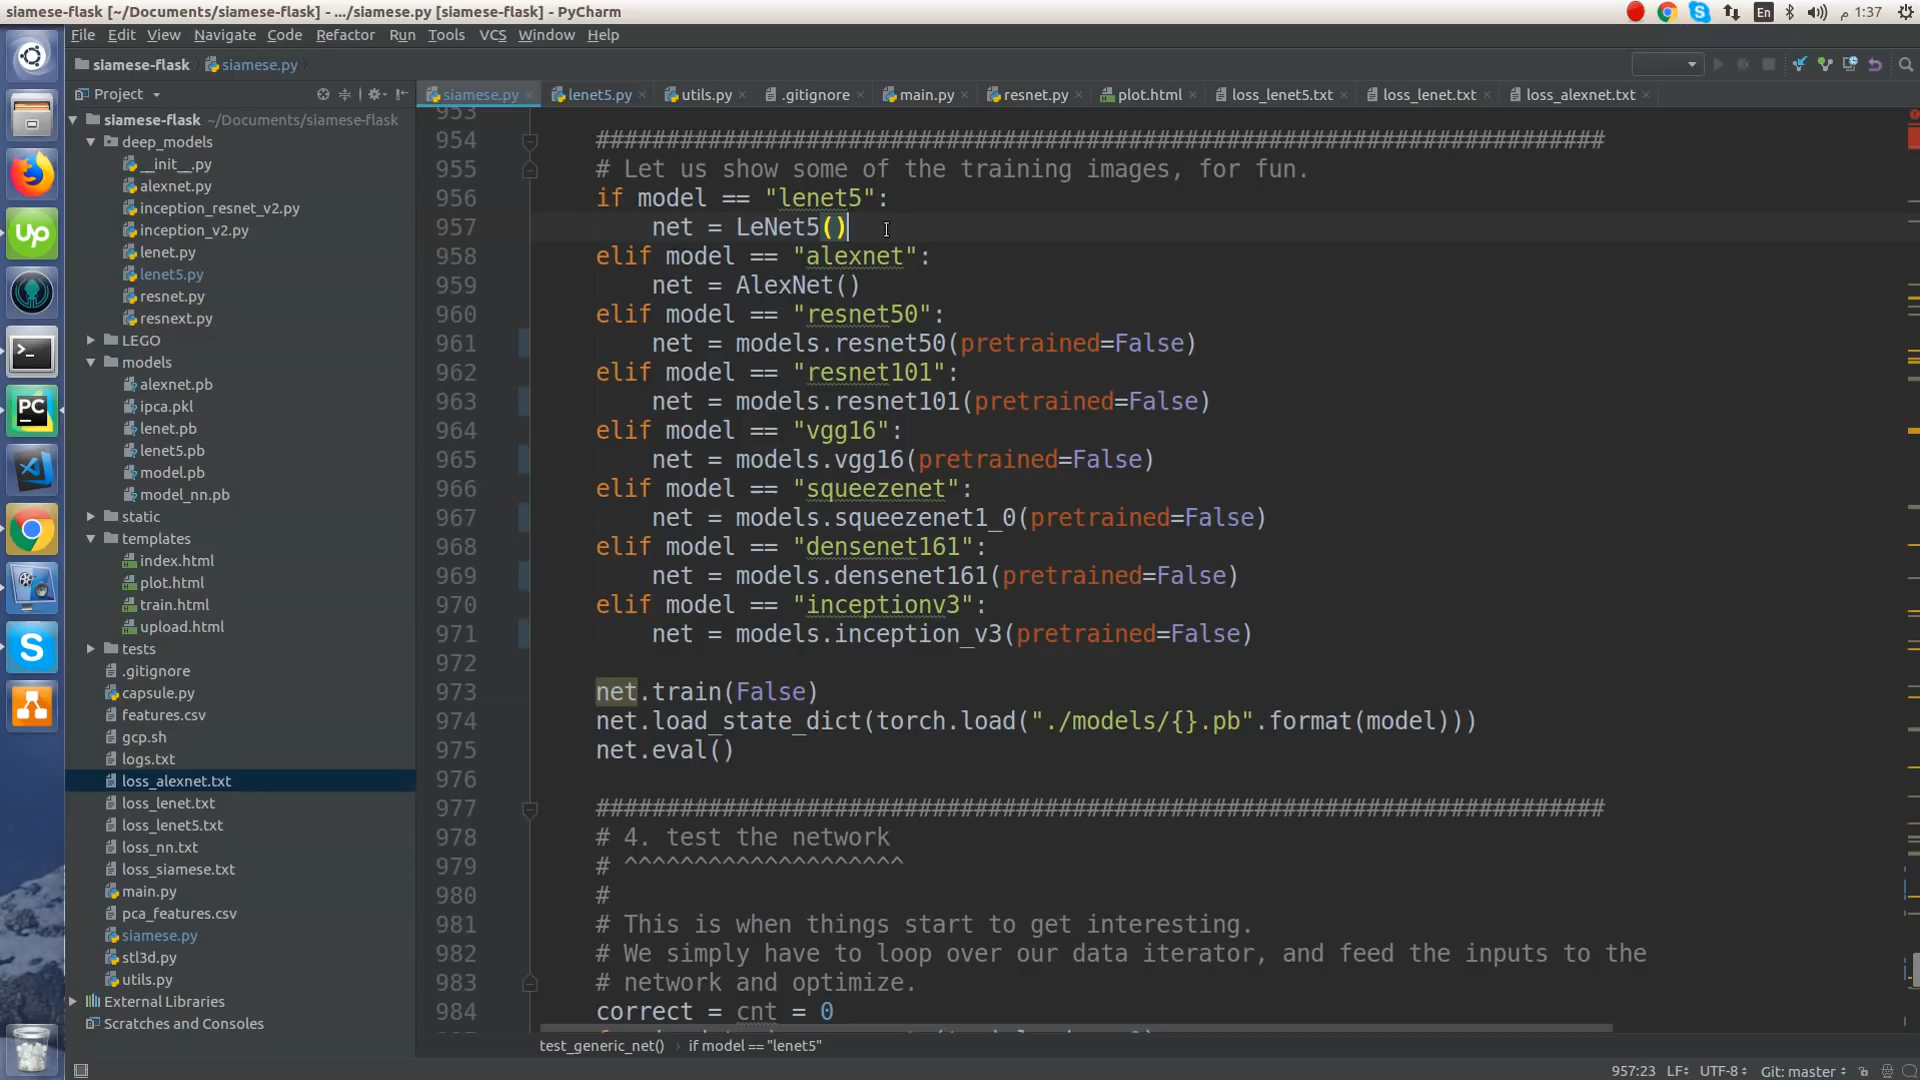 siamese-flask [~/Documents/siamese-flask] - .../siamese.py [siamese-flask] - PyCharm
En
1:37 م
File Edit View Navigate Code Refactor Run Tools VCS Window Help
siamese-flask siamese.py
Project
siamese.py lenet5.py utils.py .gitignore main.py resnet.py plot.html loss_lenet5.txt loss_lenet.txt loss_alexnet.txt
siamese-flask ~/Documents/siamese-flask
deep_models
__init__.py
alexnet.py
inception_resnet_v2.py
inception_v2.py
lenet.py
lenet5.py
resnet.py
resnext.py
LEGO
models
alexnet.pb
ipca.pkl
lenet.pb
lenet5.pb
model.pb
model_nn.pb
static
templates
index.html
plot.html
train.html
upload.html
tests
.gitignore
capsule.py
features.csv
gcp.sh
logs.txt
loss_alexnet.txt
loss_lenet.txt
loss_lenet5.txt
loss_nn.txt
loss_siamese.txt
main.py
pca_features.csv
siamese.py
stl3d.py
utils.py
External Libraries
Scratches and Consoles
up
PC
S
953
954 ########################################################################
955 # Let us show some of the training images, for fun.
956 if model == "lenet5":
957 net = LeNet5()
958 elif model == "alexnet":
959 net = AlexNet()
960 elif model == "resnet50":
961 net = models.resnet50(pretrained=False)
962 elif model == "resnet101":
963 net = models.resnet101(pretrained=False)
964 elif model == "vgg16":
965 net = models.vgg16(pretrained=False)
966 elif model == "squeezenet":
967 net = models.squeezenet1_0(pretrained=False)
968 elif model == "densenet161":
969 net = models.densenet161(pretrained=False)
970 elif model == "inceptionv3":
971 net = models.inception_v3(pretrained=False)
972
973 net.train(False)
974 net.load_state_dict(torch.load("./models/{}.pb".format(model)))
975 net.eval()
976
977 ########################################################################
978 # 4. test the network
979 # ^^^^^^^^^^^^^^^^^^^^
980 #
981 # This is when things start to get interesting.
982 # We simply have to loop over our data iterator, and feed the inputs to the
983 # network and optimize.
984 correct = cnt = 0
test_generic_net() if model == "lenet5"
957:23 LF UTF-8 Git: master